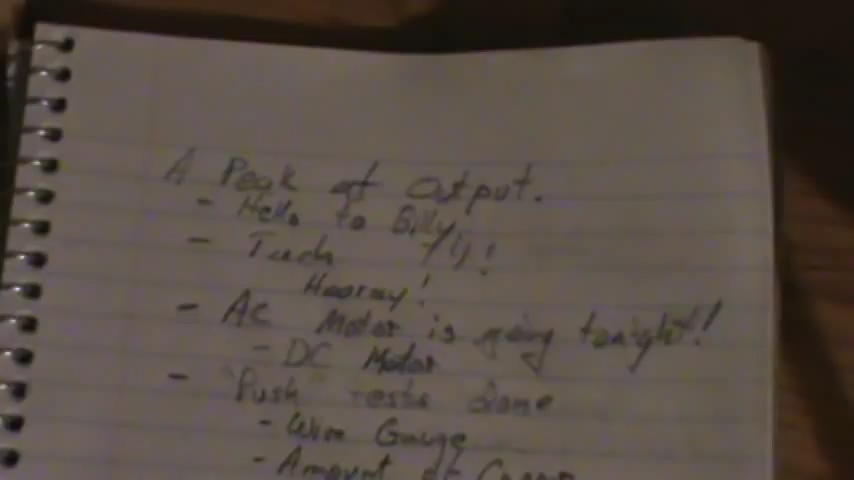 A Peak at Output.
- Hello to Billy!
- Tach
Hooray!
- AC Motor is going tonight!
- DC Motor
- "Push" tests done
- Wire Gauge
- Amount of